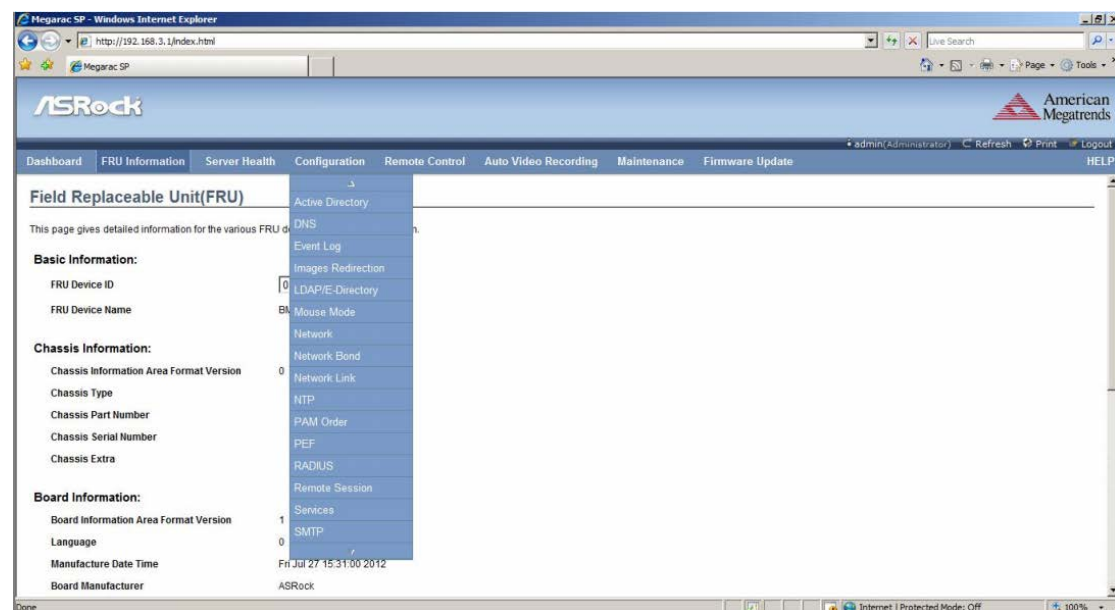 Megarac SP - Windows Internet Explorer
http://192.168.3.1/index.html
Live Search
Megarac SP
Page
Tools
ASRock
American
Megatrends
admin(Administrator) Refresh Print Logout
Dashboard FRU Information Server Health Configuration Remote Control Auto Video Recording Maintenance Firmware Update HELP
Field Replaceable Unit(FRU)
This page gives detailed information for the various FRU
Basic Information:
FRU Device ID 0
FRU Device Name
Chassis Information:
Chassis Information Area Format Version 0
Chassis Type
Chassis Part Number
Chassis Serial Number
Chassis Extra
Board Information:
Board Information Area Format Version 1
Language 0
Manufacture Date Time Fri Jul 27 15:31:00 2012
Board Manufacturer ASRock
Active Directory
DNS
Event Log
Images Redirection
LDAP/E-Directory
Mouse Mode
Network
Network Bond
Network Link
NTP
PAM Order
PEF
RADIUS
Remote Session
Services
SMTP
Done
Internet | Protected Mode: Off
100%